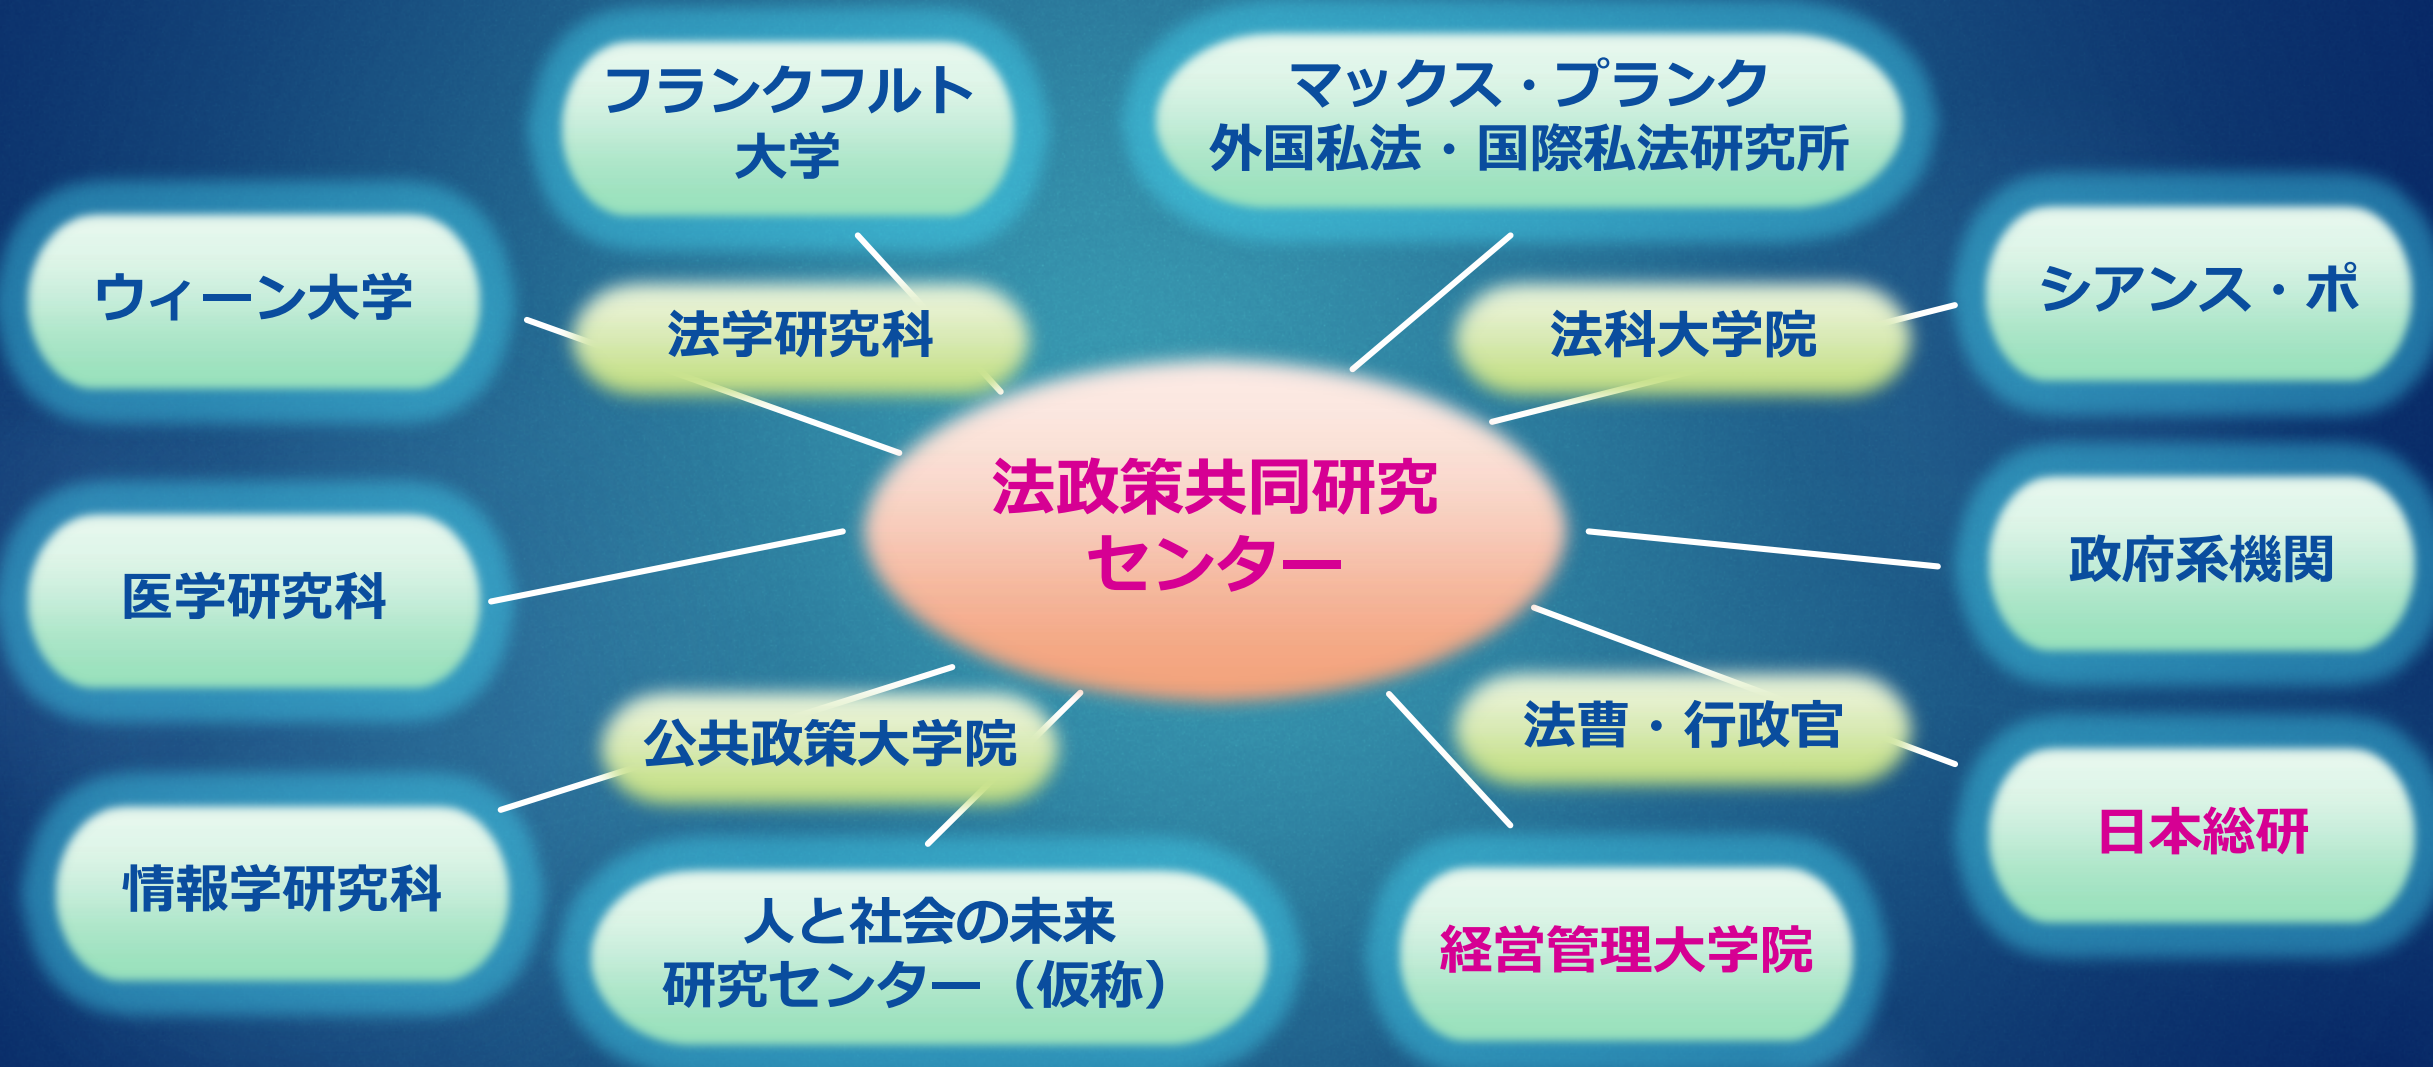 フランクフルト
大学
マックス・プランク
外国私法・国際私法研究所
ウィーン大学
シアンス・ポ
法学研究科
法科大学院
法政策共同研究
センター
医学研究科
政府系機関
公共政策大学院
法曹・行政官
情報学研究科
日本総研
人と社会の未来
研究センター（仮称）
経営管理大学院